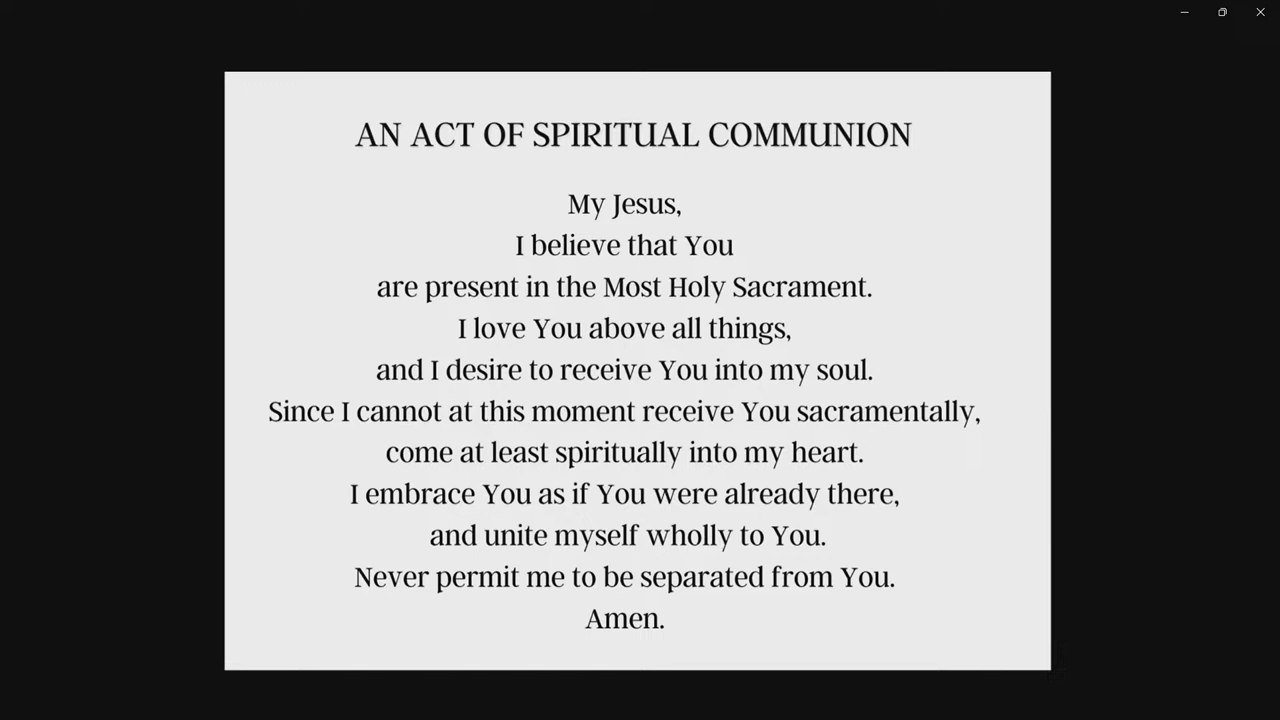 AN ACT OF SPIRITUAL COMMUNION
My Jesus,
I believe that You
are present in the Most Holy Sacrament.
I love You above all things,
and I desire to receive You into my soul.
Since I cannot at this moment receive You sacramentally,
come at least spiritually into my heart.
I embrace You as if You were already there,
and unite myself wholly to You.
Never permit me to be separated from You.
Amen.